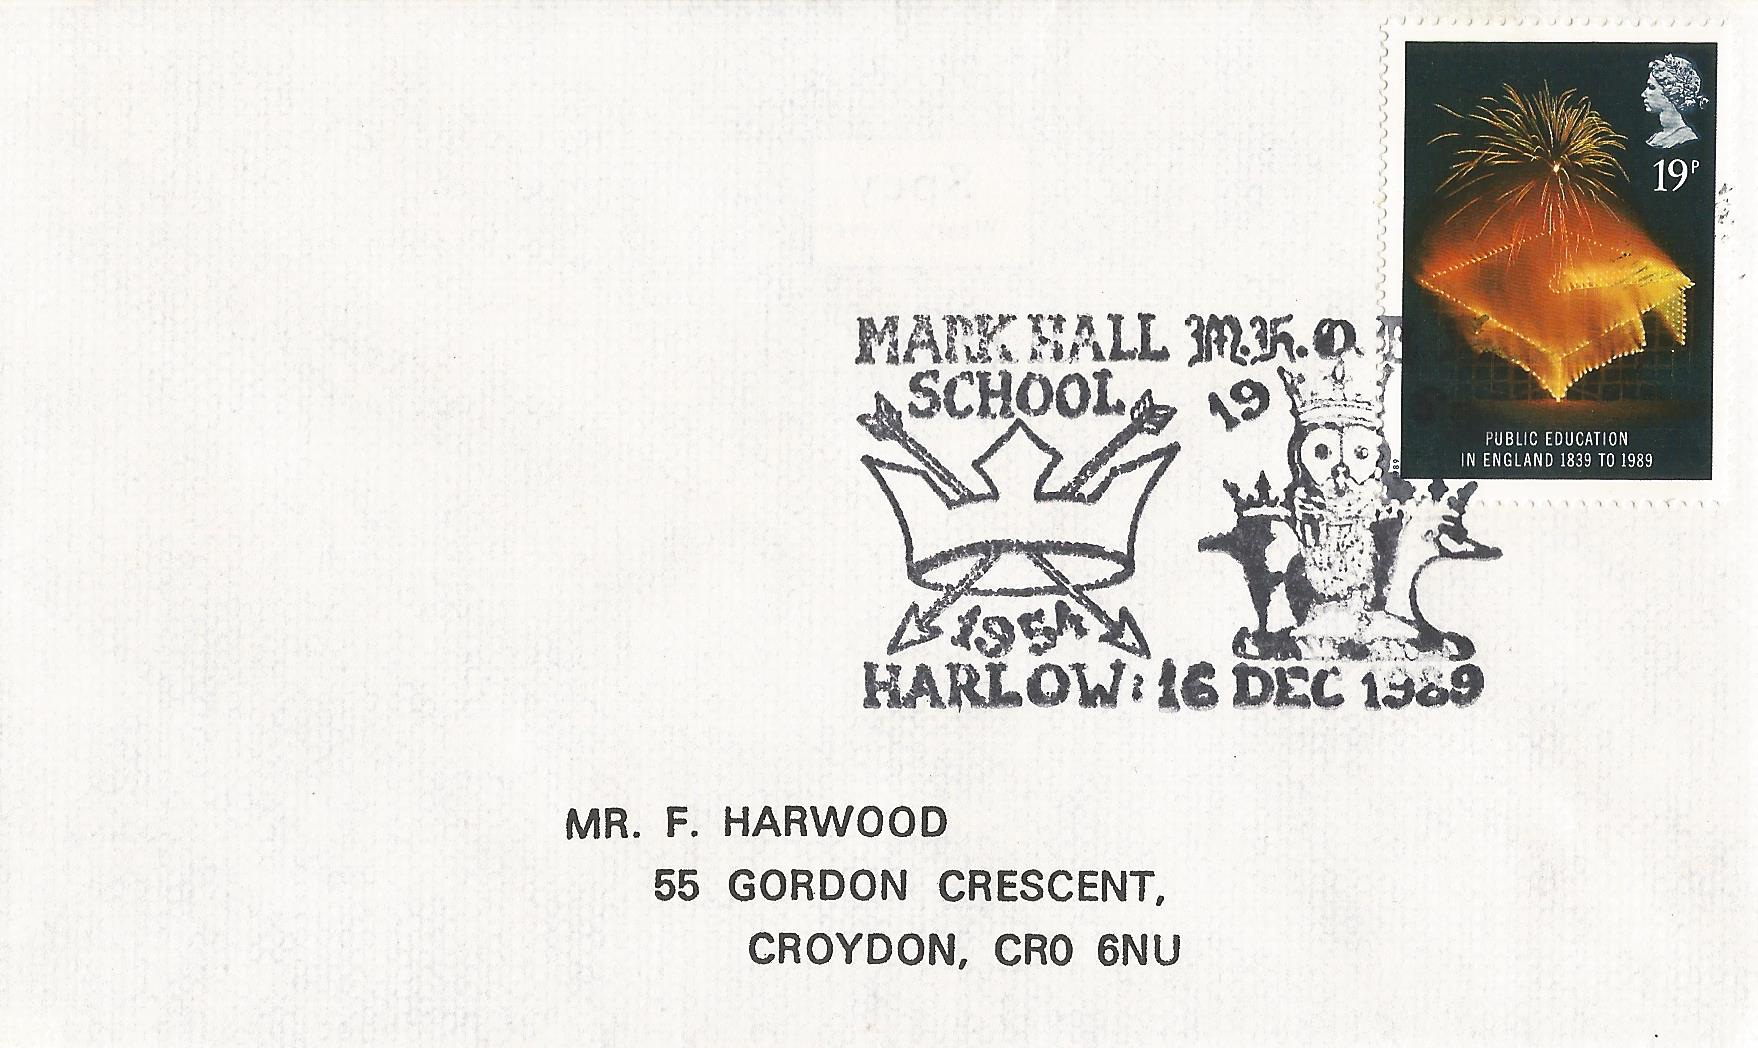 19P
PUBLIC EDUCATION
IN ENGLAND 1839 TO 1989
MARK HALL M.H.O
SCHOOL
19
1954
HARLOW: 16 DEC 1989
MR. F. HARWOOD
55 GORDON CRESCENT,
CROYDON, CR0 6NU